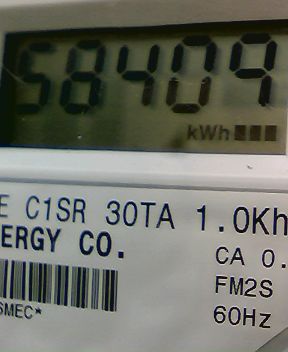 58409
kWh
E C1SR 30TA 1.0Kh
ERGY CO.
CA 0.
FM2S
60Hz
SMEC*